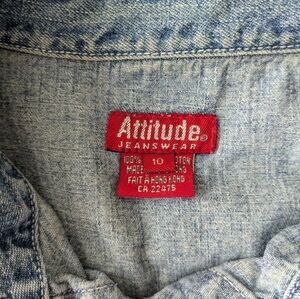 Attitude®
JEANSWEAR
100% 10
MADE
FAIT A HONG KONG
CA 22475